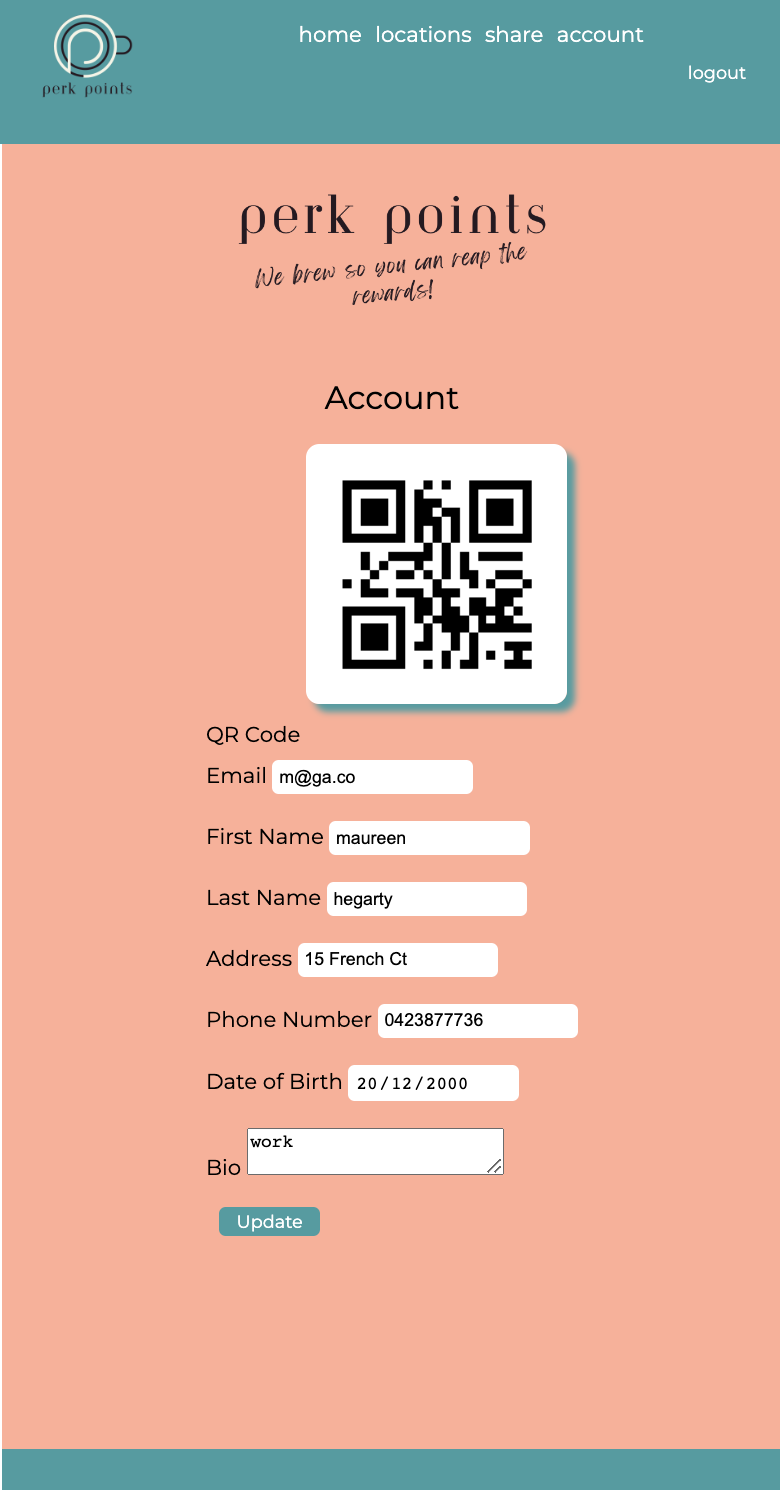 home locations share account
logout
perk points
perk points
We brew so you can reap the
rewards!
Account
QR Code
Email m@ga.co
First Name maureen
Last Name hegarty
Address 15 French Ct
Phone Number 0423877736
Date of Birth 20/12/2000
Bio work
Update